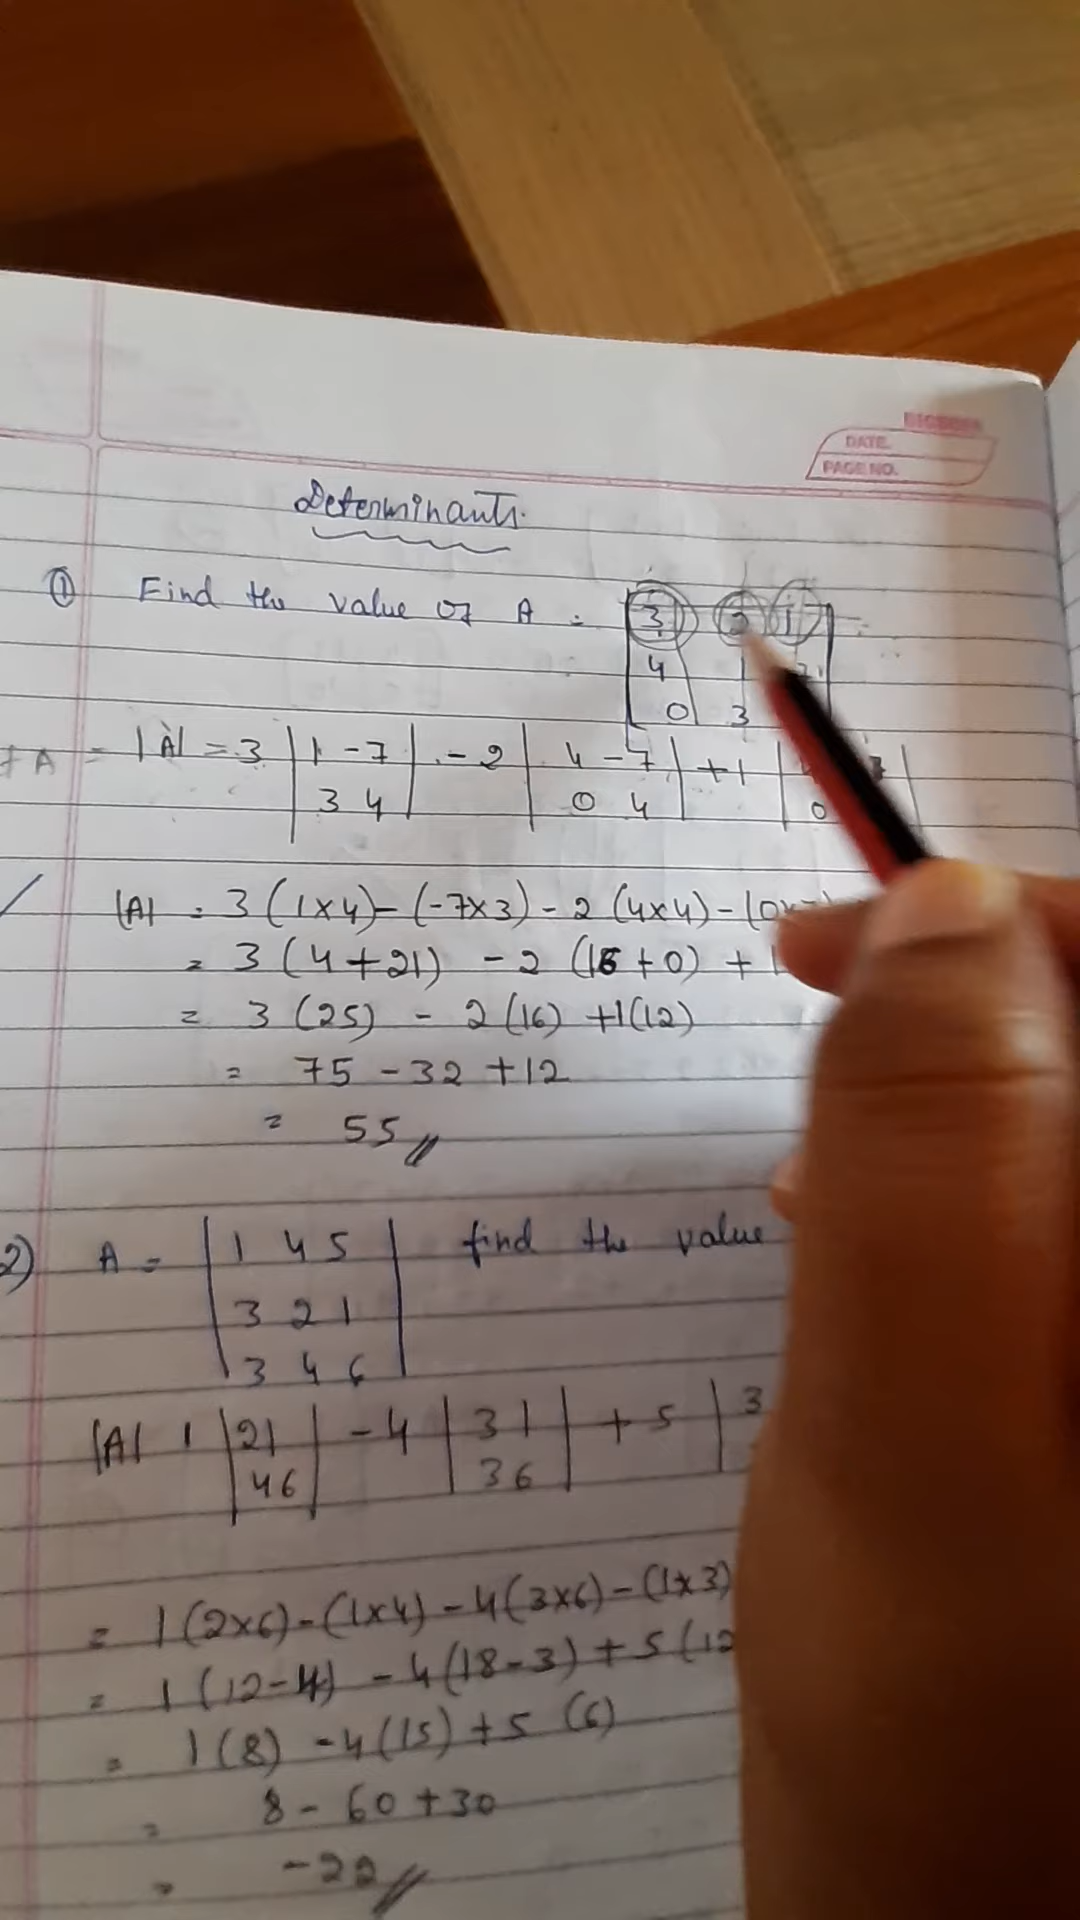 DATE.
PAGE NO.
Determinants.
① Find the value of A = 3 2 1
4 1
0 3
A = |A| = 3 | 1 -7 | - 2 | 4 -7 | + 1 |
3 4 0 4 0
|A| = 3 (1×4) - (-7×3) - 2 (4×4) - (0×
= 3 (4+21) - 2 (16 + 0) +
= 3 (25) - 2 (16) +1(12)
= 75 - 32 + 12
= 55 //
2) A = | 1 4 5 | find the value
3 2 1
3 4 6
|A| 1 | 2 1 | - 4 | 3 1 | + 5 | 3
4 6 3 6
= 1 (2×6) - (1×4) - 4 (3×6) - (1×3)
= 1 (12-4) - 4 (18-3) + 5 (12
= 1 (8) - 4 (15) + 5 (6)
= 8 - 60 + 30
= -22 //